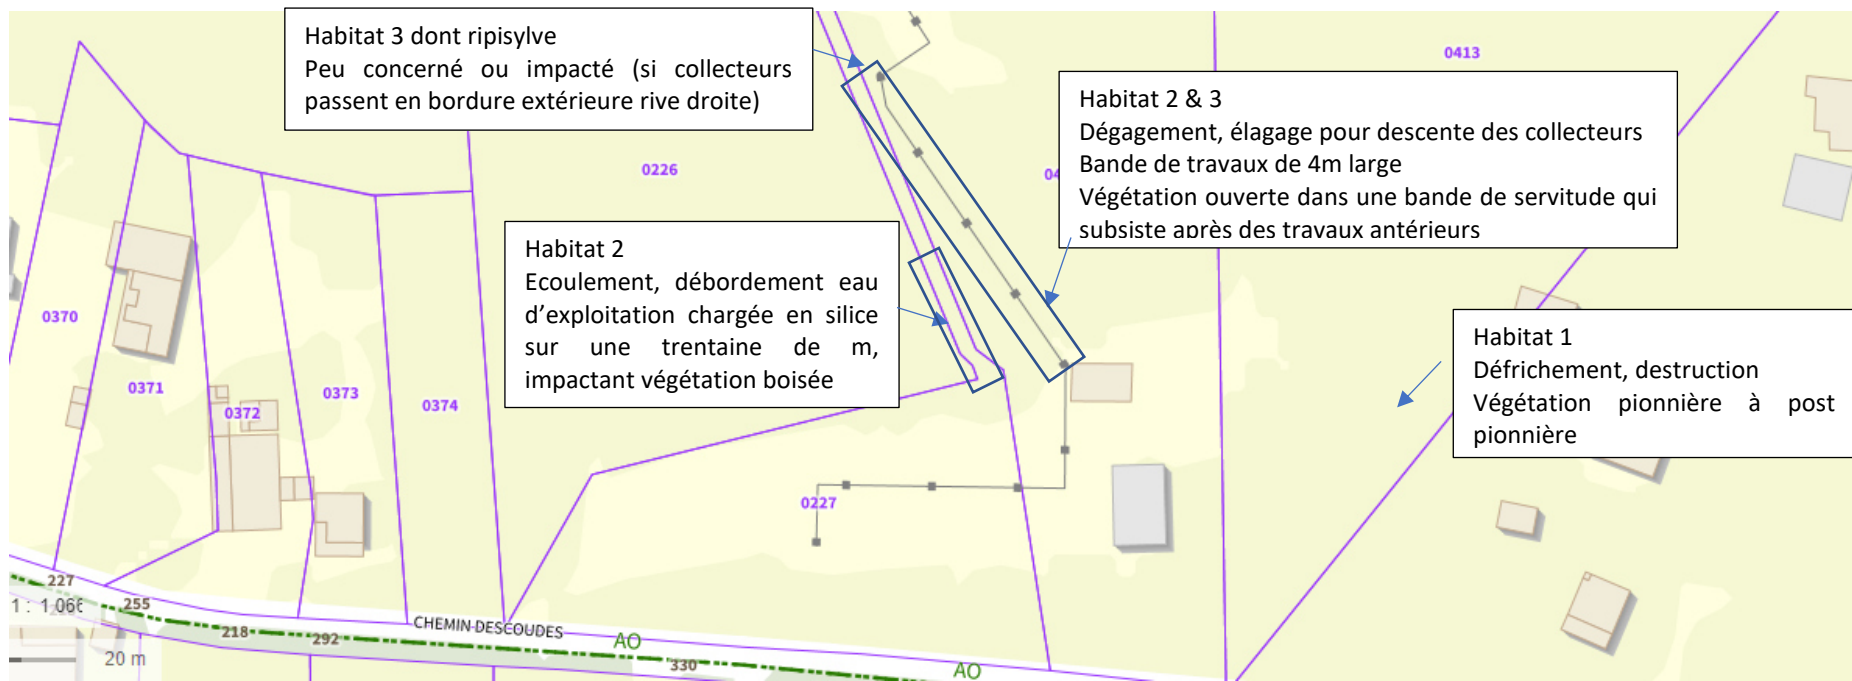 Habitat 3 dont ripisylve
Peu concerné ou impacté (si collecteurs
passent en bordure extérieure rive droite)
0413
Habitat 2 & 3
Dégagement, élagage pour descente des collecteurs
Bande de travaux de 4m large
Végétation ouverte dans une bande de servitude qui
subsiste après des travaux antérieurs
0226
04
Habitat 2
Ecoulement, débordement eau
d'exploitation chargée en silice
sur une trentaine de m,
impactant végétation boisée
Habitat 1
Défrichement, destruction
Végétation pionnière à post
pionnière
0370
0371
0372
0373
0374
0227
227
1 : 1 066
255
218
292
CHEMIN DESCOUDES
AO
330
AO
20 m